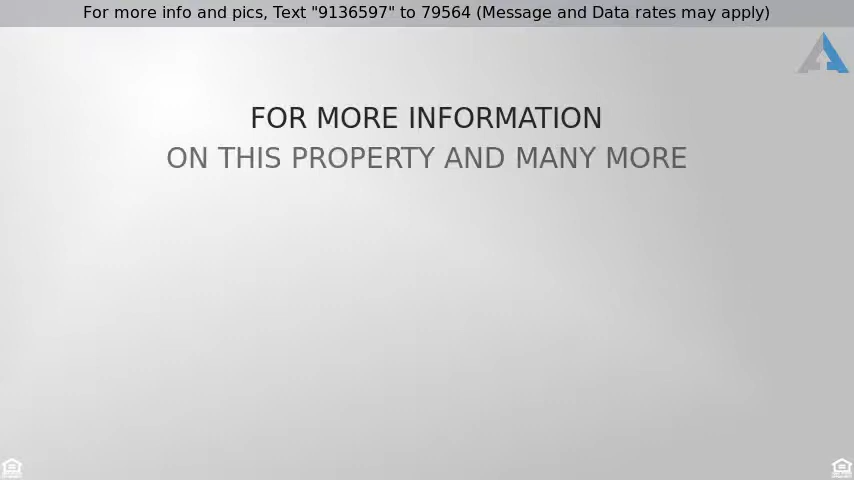 For more info and pics, Text "9136597" to 79564 (Message and Data rates may apply)
FOR MORE INFORMATION
ON THIS PROPERTY AND MANY MORE